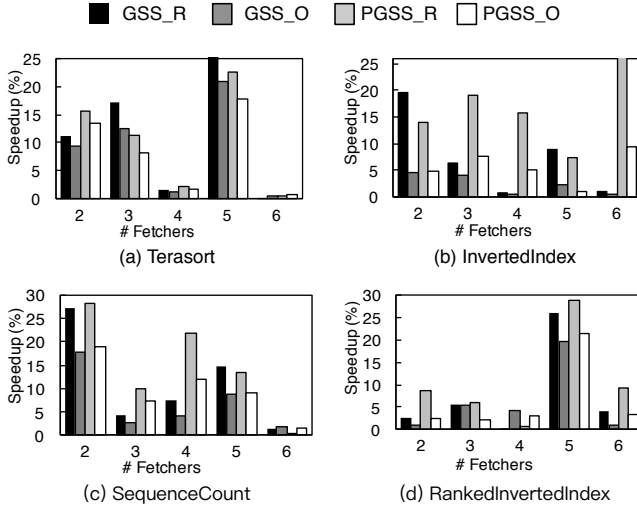 GSS_R GSS_O PGSS_R PGSS_O
Speedup (%)
25
20
15
10
5
0
2 3 4 5 6
# Fetchers
(a) Terasort
Speedup (%)
25
20
15
10
5
0
2 3 4 5 6
# Fetchers
(b) InvertedIndex
Speedup (%)
30
25
20
15
10
5
0
2 3 4 5 6
# Fetchers
(c) SequenceCount
Speedup (%)
30
25
20
15
10
5
0
2 3 4 5 6
# Fetchers
(d) RankedInvertedIndex